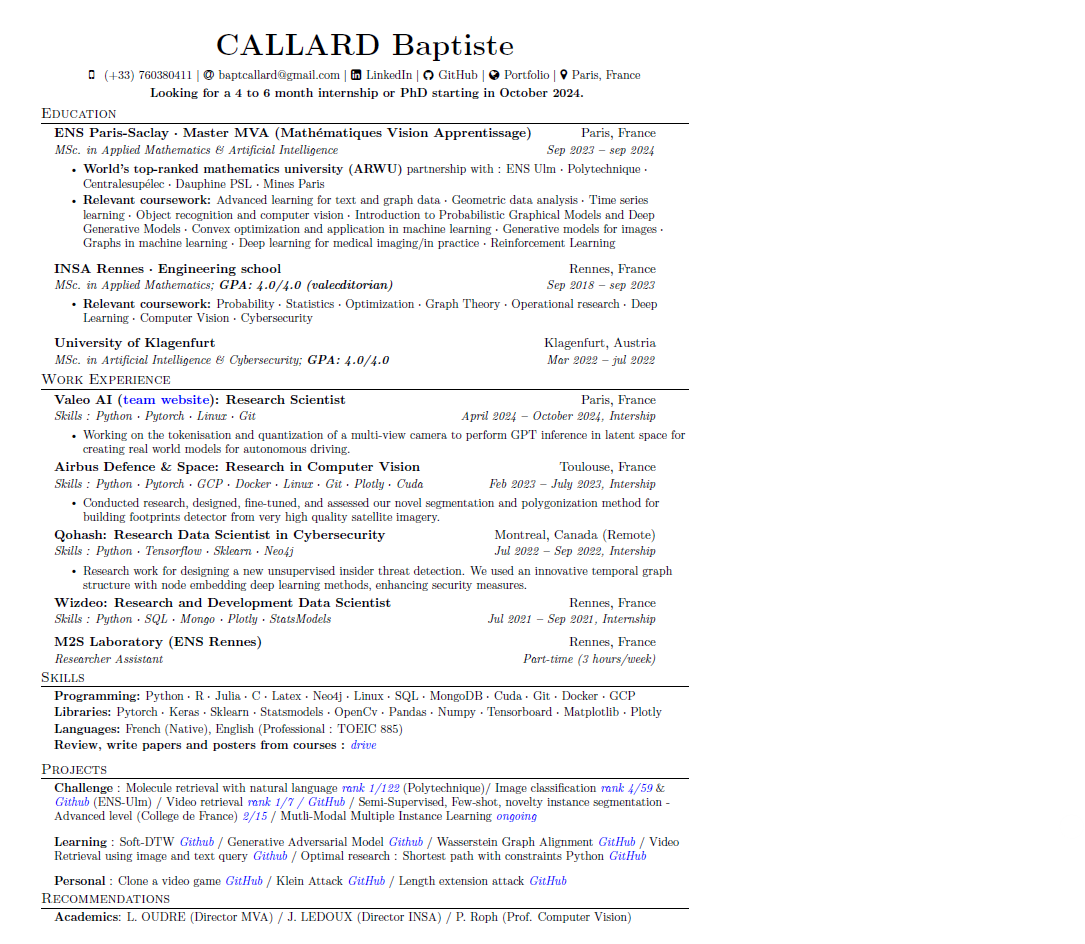 CALLARD Baptiste
(+33) 760380411 | baptcallard@gmail.com | LinkedIn | GitHub | Portfolio | Paris, France
Looking for a 4 to 6 month internship or PhD starting in October 2024.
Education
ENS Paris-Saclay · Master MVA (Mathématiques Vision Apprentissage) Paris, France
MSc. in Applied Mathematics & Artificial Intelligence Sep 2023 – sep 2024
• World's top-ranked mathematics university (ARWU) partnership with : ENS Ulm · Polytechnique ·
Centralesupélec · Dauphine PSL · Mines Paris
• Relevant coursework: Advanced learning for text and graph data · Geometric data analysis · Time series
learning · Object recognition and computer vision · Introduction to Probabilistic Graphical Models and Deep
Generative Models · Convex optimization and application in machine learning · Generative models for images ·
Graphs in machine learning · Deep learning for medical imaging/in practice · Reinforcement Learning
INSA Rennes · Engineering school Rennes, France
MSc. in Applied Mathematics; GPA: 4.0/4.0 (valecditorian) Sep 2018 – sep 2023
• Relevant coursework: Probability · Statistics · Optimization · Graph Theory · Operational research · Deep
Learning · Computer Vision · Cybersecurity
University of Klagenfurt Klagenfurt, Austria
MSc. in Artificial Intelligence & Cybersecurity; GPA: 4.0/4.0 Mar 2022 – jul 2022
Work Experience
Valeo AI (team website): Research Scientist Paris, France
Skills : Python · Pytorch · Linux · Git April 2024 – October 2024, Intership
• Working on the tokenisation and quantization of a multi-view camera to perform GPT inference in latent space for
creating real world models for autonomous driving.
Airbus Defence & Space: Research in Computer Vision Toulouse, France
Skills : Python · Pytorch · GCP · Docker · Linux · Git · Plotly · Cuda Feb 2023 – July 2023, Intership
• Conducted research, designed, fine-tuned, and assessed our novel segmentation and polygonization method for
building footprints detector from very high quality satellite imagery.
Qohash: Research Data Scientist in Cybersecurity Montreal, Canada (Remote)
Skills : Python · Tensorflow · Sklearn · Neo4j Jul 2022 – Sep 2022, Intership
• Research work for designing a new unsupervised insider threat detection. We used an innovative temporal graph
structure with node embedding deep learning methods, enhancing security measures.
Wizdeo: Research and Development Data Scientist Rennes, France
Skills : Python · SQL · Mongo · Plotly · StatsModels Jul 2021 – Sep 2021, Internship
M2S Laboratory (ENS Rennes) Rennes, France
Researcher Assistant Part-time (3 hours/week)
Skills
Programming: Python · R · Julia · C · Latex · Neo4j · Linux · SQL · MongoDB · Cuda · Git · Docker · GCP
Libraries: Pytorch · Keras · Sklearn · Statsmodels · OpenCv · Pandas · Numpy · Tensorboard · Matplotlib · Plotly
Languages: French (Native), English (Professional : TOEIC 885)
Review, write papers and posters from courses : drive
Projects
Challenge : Molecule retrieval with natural language rank 1/122 (Polytechnique)/ Image classification rank 4/59 &
Github (ENS-Ulm) / Video retrieval rank 1/7 / GitHub / Semi-Supervised, Few-shot, novelty instance segmentation -
Advanced level (College de France) 2/15 / Mutli-Modal Multiple Instance Learning ongoing
Learning : Soft-DTW Github / Generative Adversarial Model Github / Wasserstein Graph Alignment GitHub / Video
Retrieval using image and text query Github / Optimal research : Shortest path with constraints Python GitHub
Personal : Clone a video game GitHub / Klein Attack GitHub / Length extension attack GitHub
Recommendations
Academics: L. OUDRE (Director MVA) / J. LEDOUX (Director INSA) / P. Roph (Prof. Computer Vision)